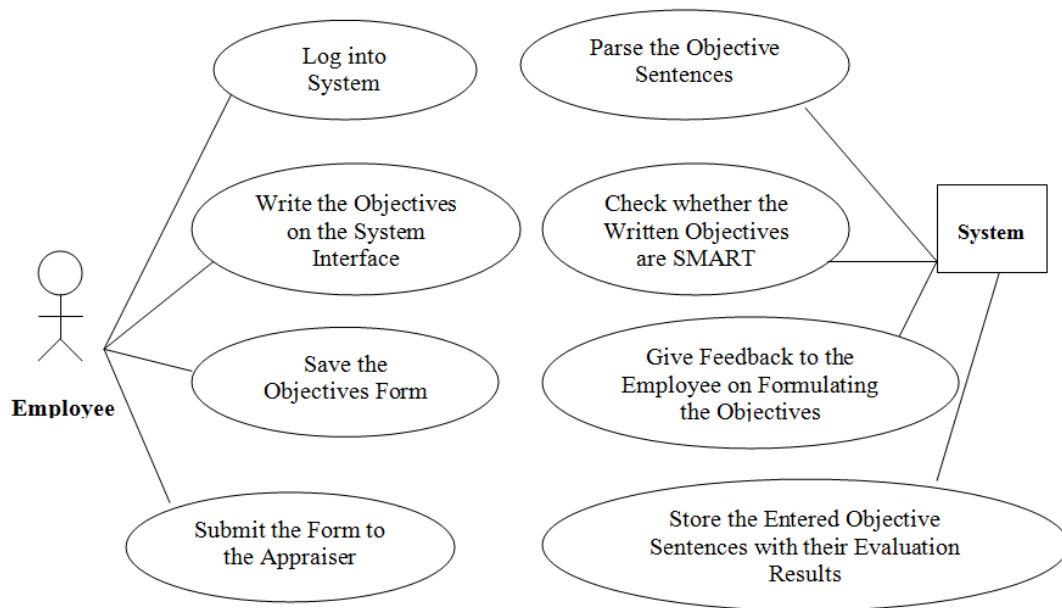 Log into
System
Parse the Objective
Sentences
Write the Objectives
on the System
Interface
Check whether the
Written Objectives
are SMART
System
Save the
Objectives Form
Give Feedback to the
Employee on Formulating
the Objectives
Employee
Submit the Form to
the Appraiser
Store the Entered Objective
Sentences with their Evaluation
Results